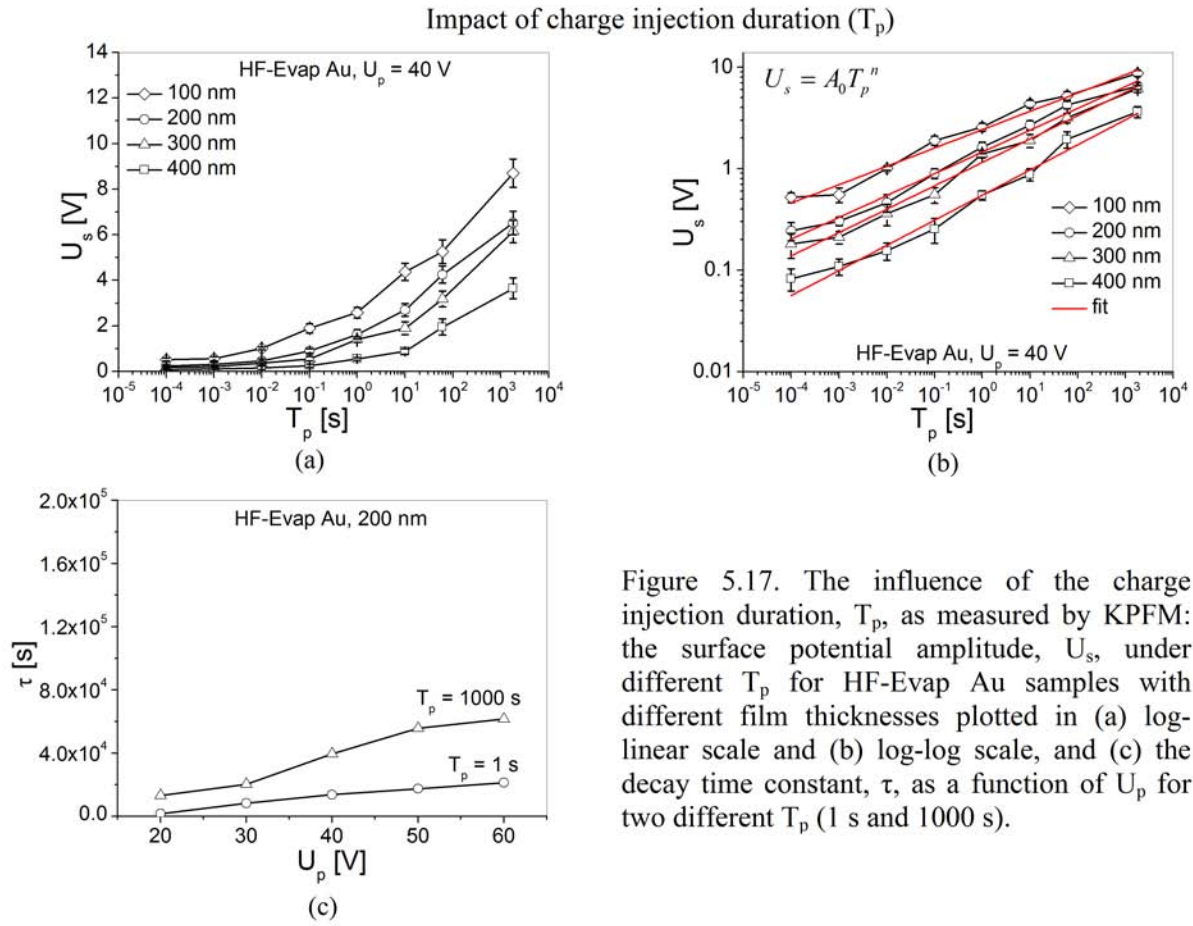 Impact of charge injection duration (Tₚ)
14
12
10
8
6
4
2
0
Uₛ [V]
HF-Evap Au, Uₚ = 40 V
100 nm
200 nm
300 nm
400 nm
10⁻⁵ 10⁻⁴ 10⁻³ 10⁻² 10⁻¹ 10⁰ 10¹ 10² 10³ 10⁴
Tₚ [s]
(a)
10
1
0.1
0.01
Uₛ [V]
Uₛ = A₀Tₚⁿ
100 nm
200 nm
300 nm
400 nm
fit
HF-Evap Au, Uₚ = 40 V
10⁻⁵ 10⁻⁴ 10⁻³ 10⁻² 10⁻¹ 10⁰ 10¹ 10² 10³ 10⁴
Tₚ [s]
(b)
2.0x10⁵
1.6x10⁵
1.2x10⁵
8.0x10⁴
4.0x10⁴
0.0
τ [s]
HF-Evap Au, 200 nm
Tₚ = 1000 s
Tₚ = 1 s
20 30 40 50 60
Uₚ [V]
(c)
Figure 5.17. The influence of the charge
injection duration, Tₚ, as measured by KPFM:
the surface potential amplitude, Uₛ, under
different Tₚ for HF-Evap Au samples with
different film thicknesses plotted in (a) log-
linear scale and (b) log-log scale, and (c) the
decay time constant, τ, as a function of Uₚ for
two different Tₚ (1 s and 1000 s).